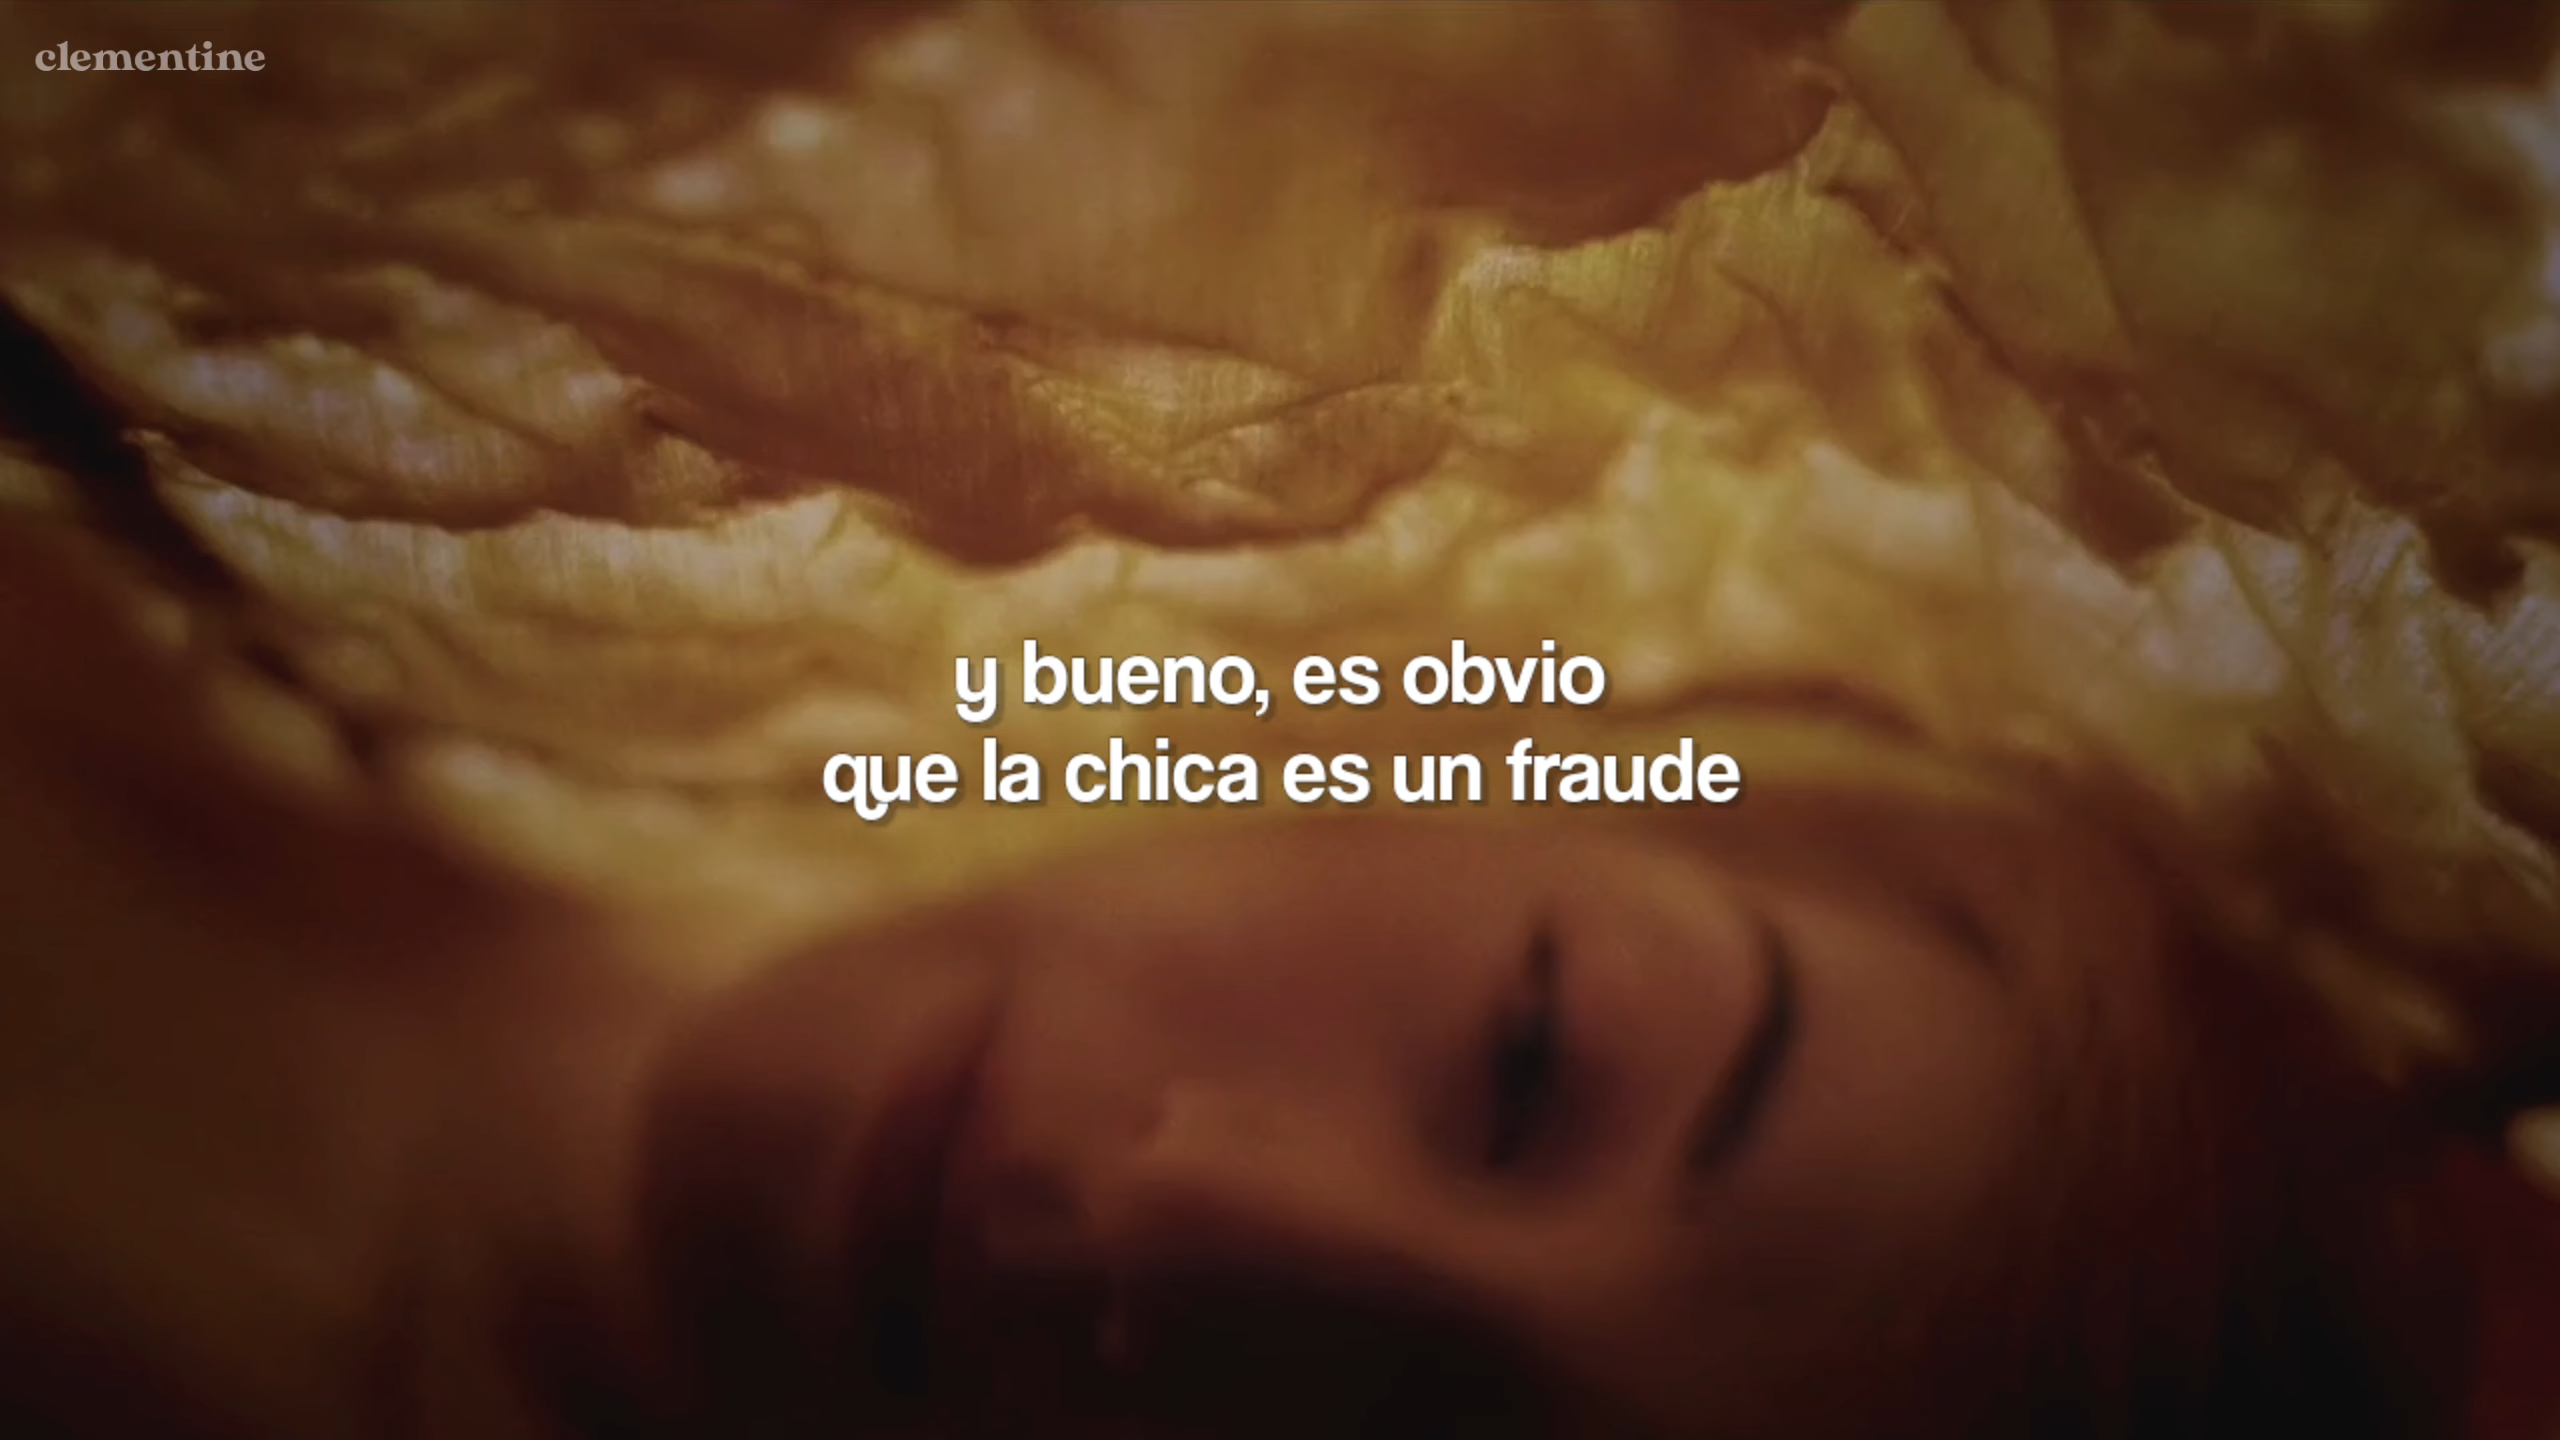 clementine
y bueno, es obvio
que la chica es un fraude